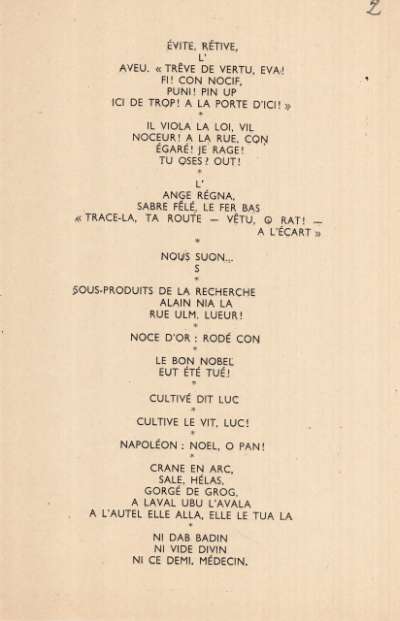 2
ÉVITE, RÉTIVE,
L'
AVEU. « TRÊVE DE VERTU, EVA!
FI! CON NOCIF,
PUNI! PIN UP
ICI DE TROP! A LA PORTE D'ICI! »
*
IL VIOLA LA LOI, VIL
NOCEUR! A LA RUE, CON
ÉGARÉ! JE RAGE!
TU OSES? OUT!
*
L'
ANGE RÉGNA,
SABRE FÊLÉ, LE FER BAS
« TRACE-LA, TA ROUTE — VÊTU, O RAT! —
A L'ÉCART »
*
NOUS SUON...
S
*
SOUS-PRODUITS DE LA RECHERCHE
ALAIN NIA LA
RUE ULM, LUEUR!
*
NOCE D'OR : RODÉ CON
*
LE BON NOBEL
EUT ÉTÉ TUÉ!
*
CULTIVÉ DIT LUC
*
CULTIVE LE VIT, LUC!
*
NAPOLÉON : NOEL, O PAN!
*
CRANE EN ARC,
SALE, HÉLAS,
GORGÉ DE GROG,
A LAVAL UBU L'AVALA
A L'AUTEL ELLE ALLA, ELLE LE TUA LA
*
NI DAB BADIN
NI VIDE DIVIN
NI CE DEMI, MÉDECIN.